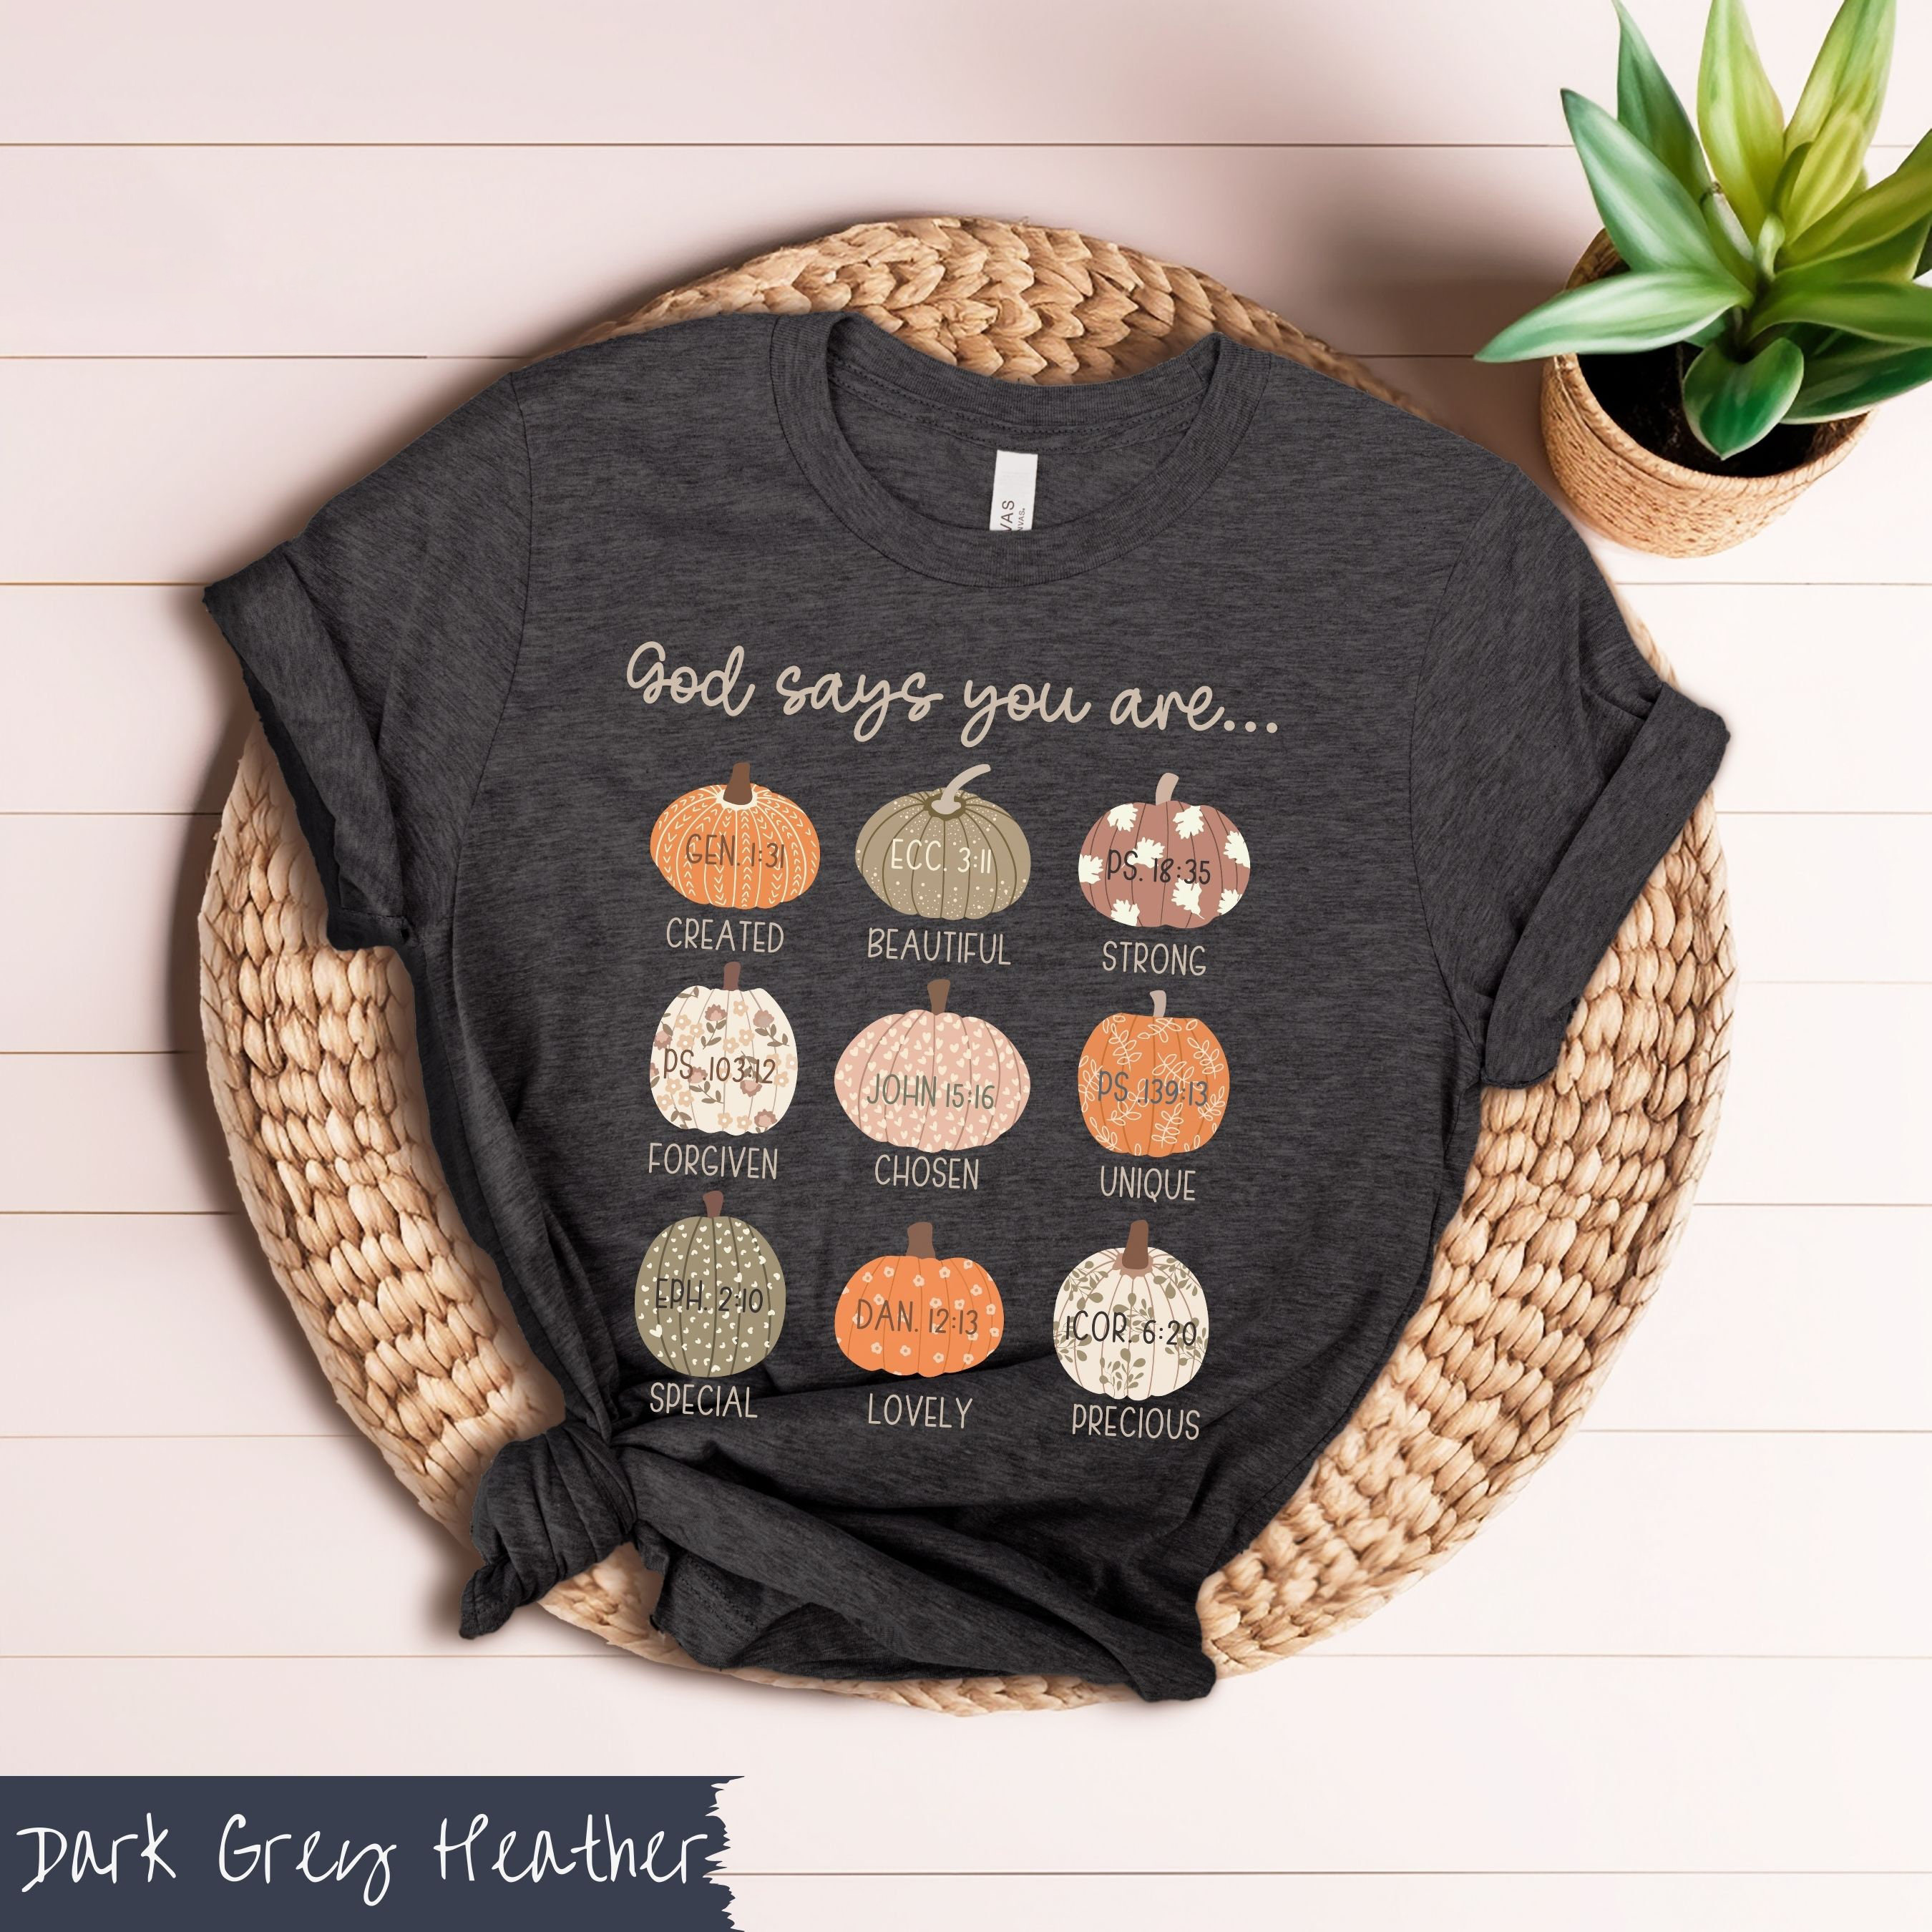 VAS
NVAS.
God says you are...
GEN. 1:31
ECC. 3:11
PS. 18:35
CREATED
BEAUTIFUL
STRONG
PS. 103:12
JOHN 15:16
PS. 139:13
FORGIVEN
CHOSEN
UNIQUE
EPH. 2:10
DAN. 12:13
1COR. 6:20
SPECIAL
LOVELY
PRECIOUS
Dark Grey Heather